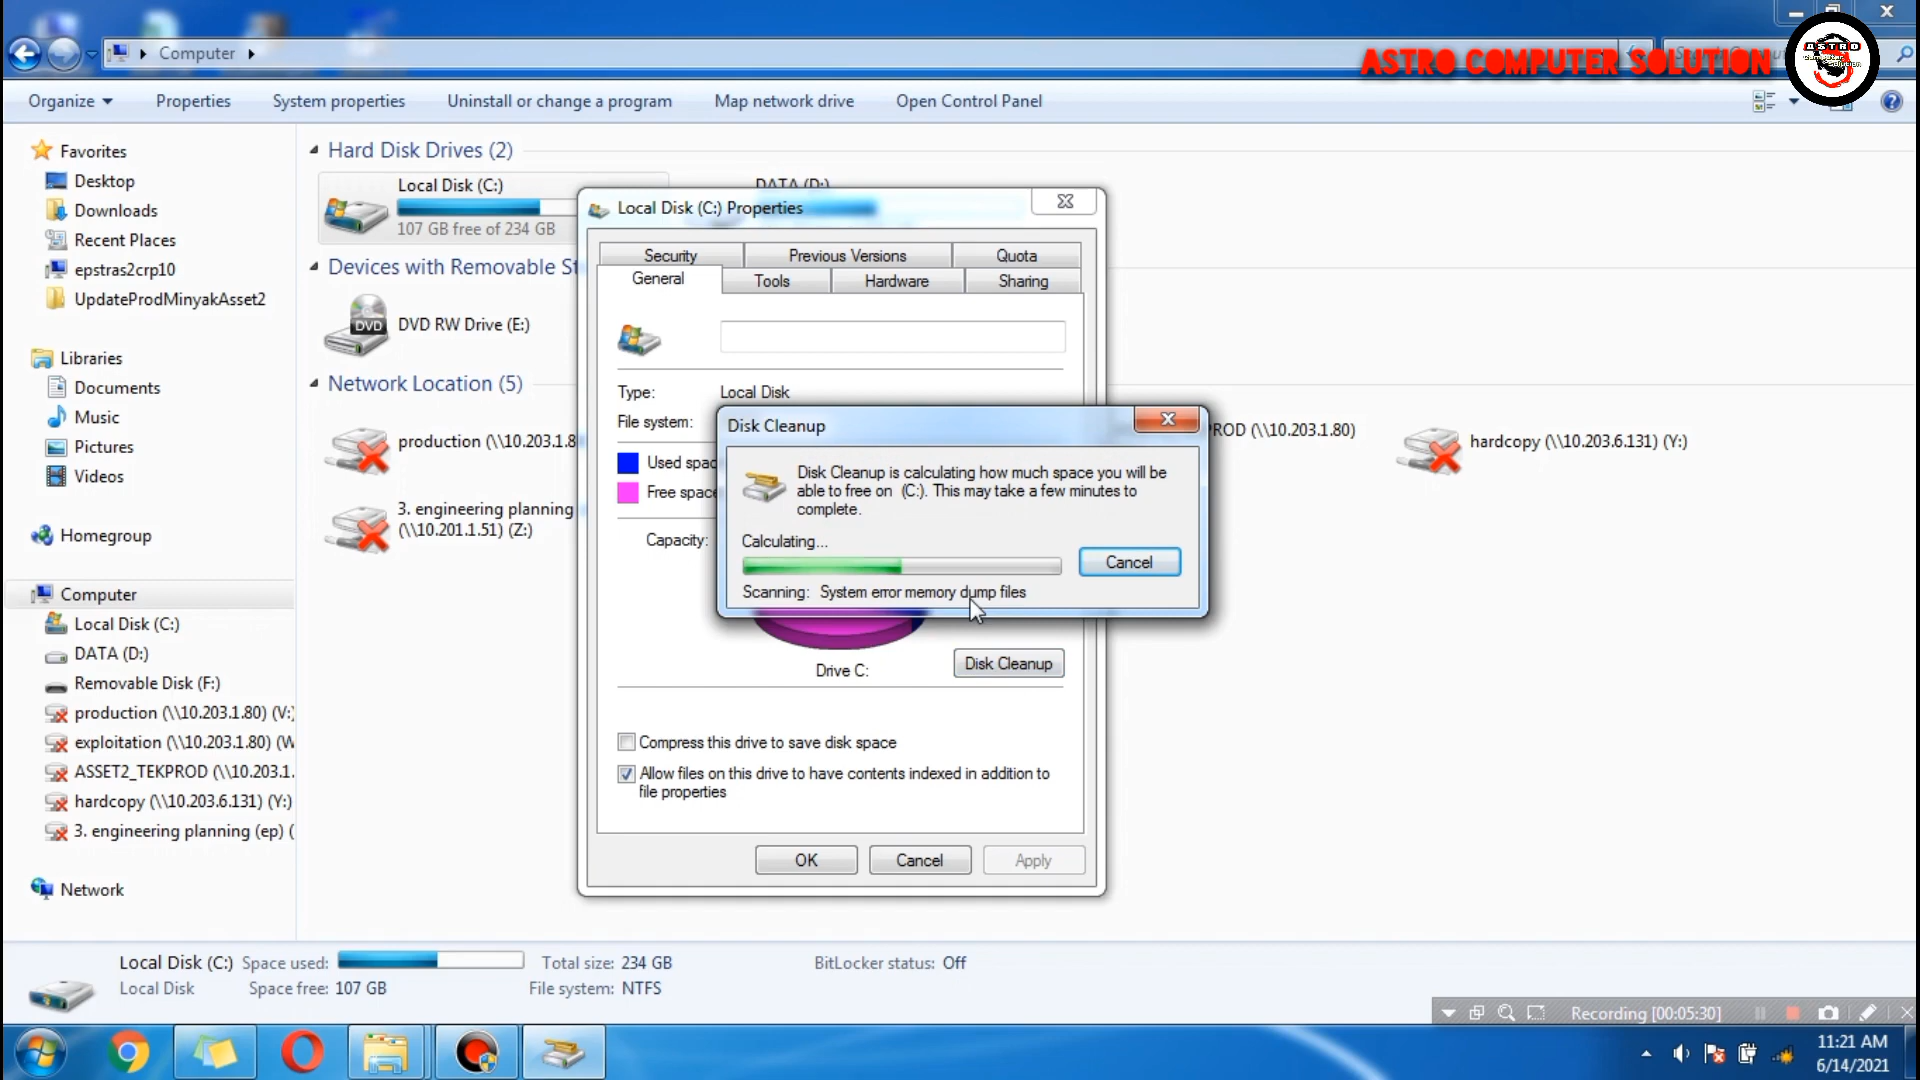 Computer
ASTRO COMPUTER SOLUTION
ASTRO
Organize
Properties
System properties
Uninstall or change a program
Map network drive
Open Control Panel
Favorites
Desktop
Downloads
Recent Places
epstras2crp10
UpdateProdMinyakAsset2
Libraries
Documents
Music
Pictures
Videos
Homegroup
Computer
Local Disk (C:)
DATA (D:)
Removable Disk (F:)
production (\\10.203.1.80) (V:)
exploitation (\\10.203.1.80) (W
ASSET2_TEKPROD (\\10.203.1.
hardcopy (\\10.203.6.131) (Y:)
3. engineering planning (ep) (
Network
Hard Disk Drives (2)
Local Disk (C:)
107 GB free of 234 GB
DATA (D:)
Devices with Removable St
DVD
DVD RW Drive (E:)
Network Location (5)
production (\\10.203.1.8
3. engineering planning
(\\10.201.1.51) (Z:)
PROD (\\10.203.1.80)
hardcopy (\\10.203.6.131) (Y:)
Local Disk (C:) Properties
Security
Previous Versions
Quota
General
Tools
Hardware
Sharing
Type: Local Disk
File system:
Used spac
Free space
Capacity:
Disk Cleanup
Disk Cleanup is calculating how much space you will be
able to free on (C:). This may take a few minutes to
complete.
Calculating...
Cancel
Scanning: System error memory dump files
Drive C:
Disk Cleanup
Compress this drive to save disk space
Allow files on this drive to have contents indexed in addition to
file properties
OK
Cancel
Apply
Local Disk (C:) Space used:
Total size: 234 GB
BitLocker status: Off
Local Disk
Space free: 107 GB
File system: NTFS
Recording [00:05:30]
11:21 AM
6/14/2021